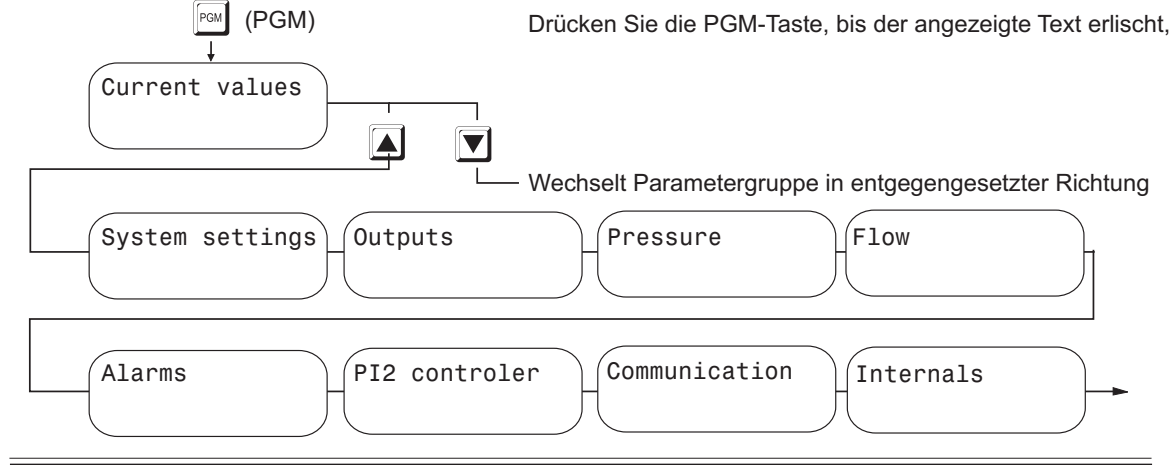 PGM (PGM) Drücken Sie die PGM-Taste, bis der angezeigte Text erlischt,
Current values
Wechselt Parametergruppe in entgegengesetzter Richtung
System settings Outputs Pressure Flow
Alarms PI2 controler Communication Internals